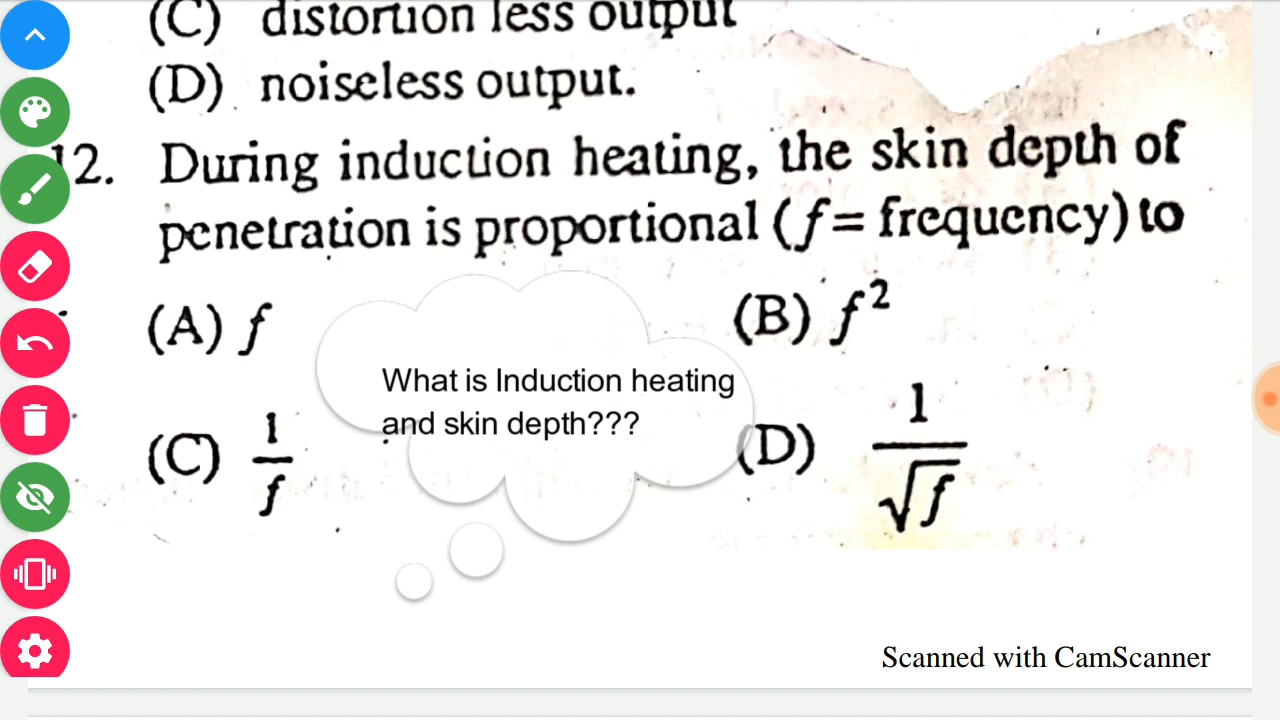 (C) distortion less output
(D) noiseless output.
12. During induction heating, the skin depth of
penetration is proportional (f = frequency) to
(A) f
(B) f²
What is Induction heating
and skin depth???
(C) 1/f
(D) 1/√f
Scanned with CamScanner